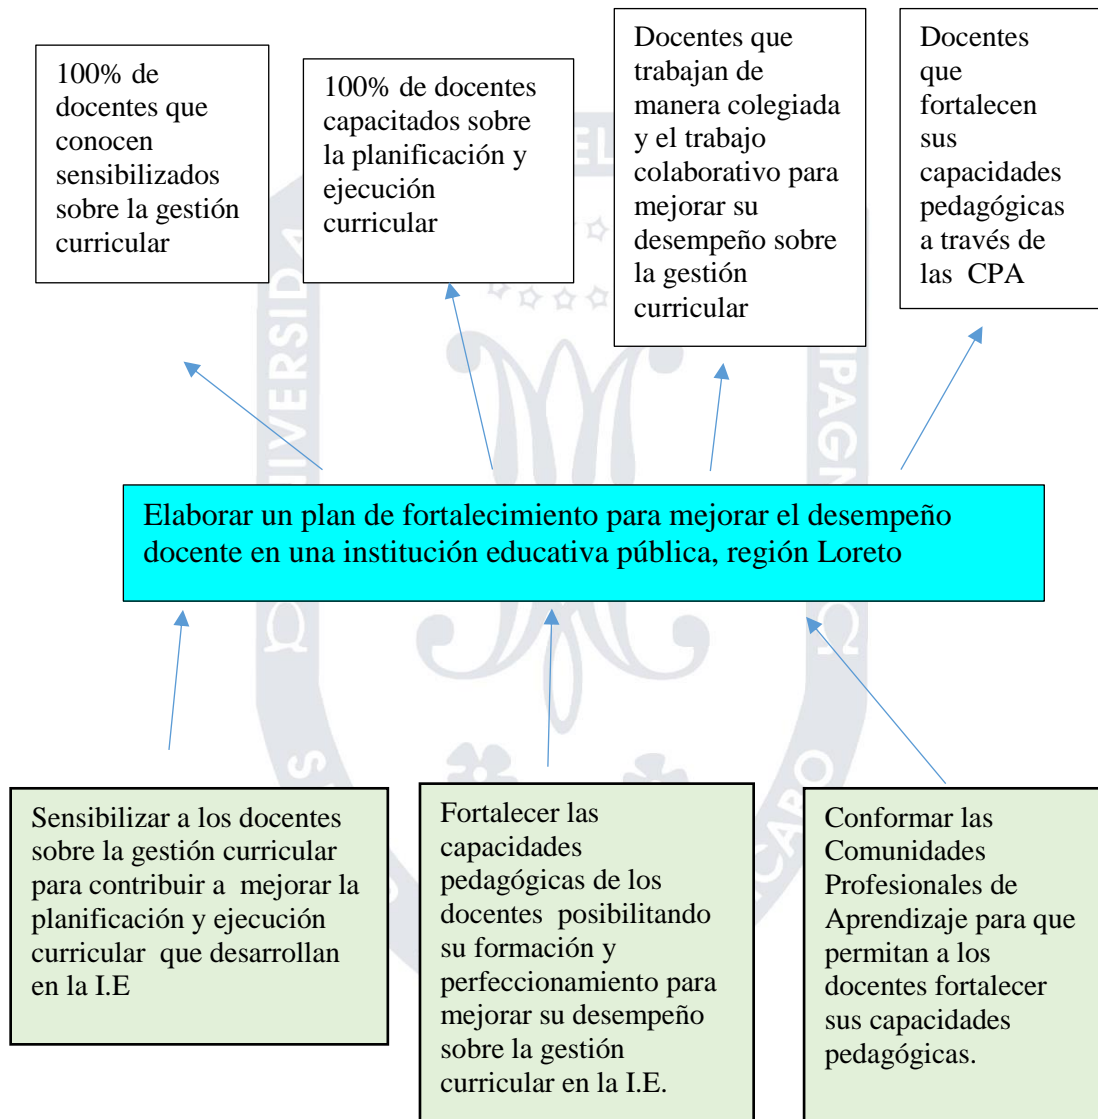 100% de
docentes que
conocen
sensibilizados
sobre la gestión
curricular
100% de docentes
capacitados sobre
la planificación y
ejecución
curricular
Docentes que
trabajan de
manera colegiada
y el trabajo
colaborativo para
mejorar su
desempeño sobre
la gestión
curricular
Docentes
que
fortalecen
sus
capacidades
pedagógicas
a través de
las CPA
Elaborar un plan de fortalecimiento para mejorar el desempeño
docente en una institución educativa pública, región Loreto
Sensibilizar a los docentes
sobre la gestión curricular
para contribuir a mejorar la
planificación y ejecución
curricular que desarrollan
en la I.E
Fortalecer las
capacidades
pedagógicas de los
docentes posibilitando
su formación y
perfeccionamiento para
mejorar su desempeño
sobre la gestión
curricular en la I.E.
Conformar las
Comunidades
Profesionales de
Aprendizaje para que
permitan a los
docentes fortalecer
sus capacidades
pedagógicas.